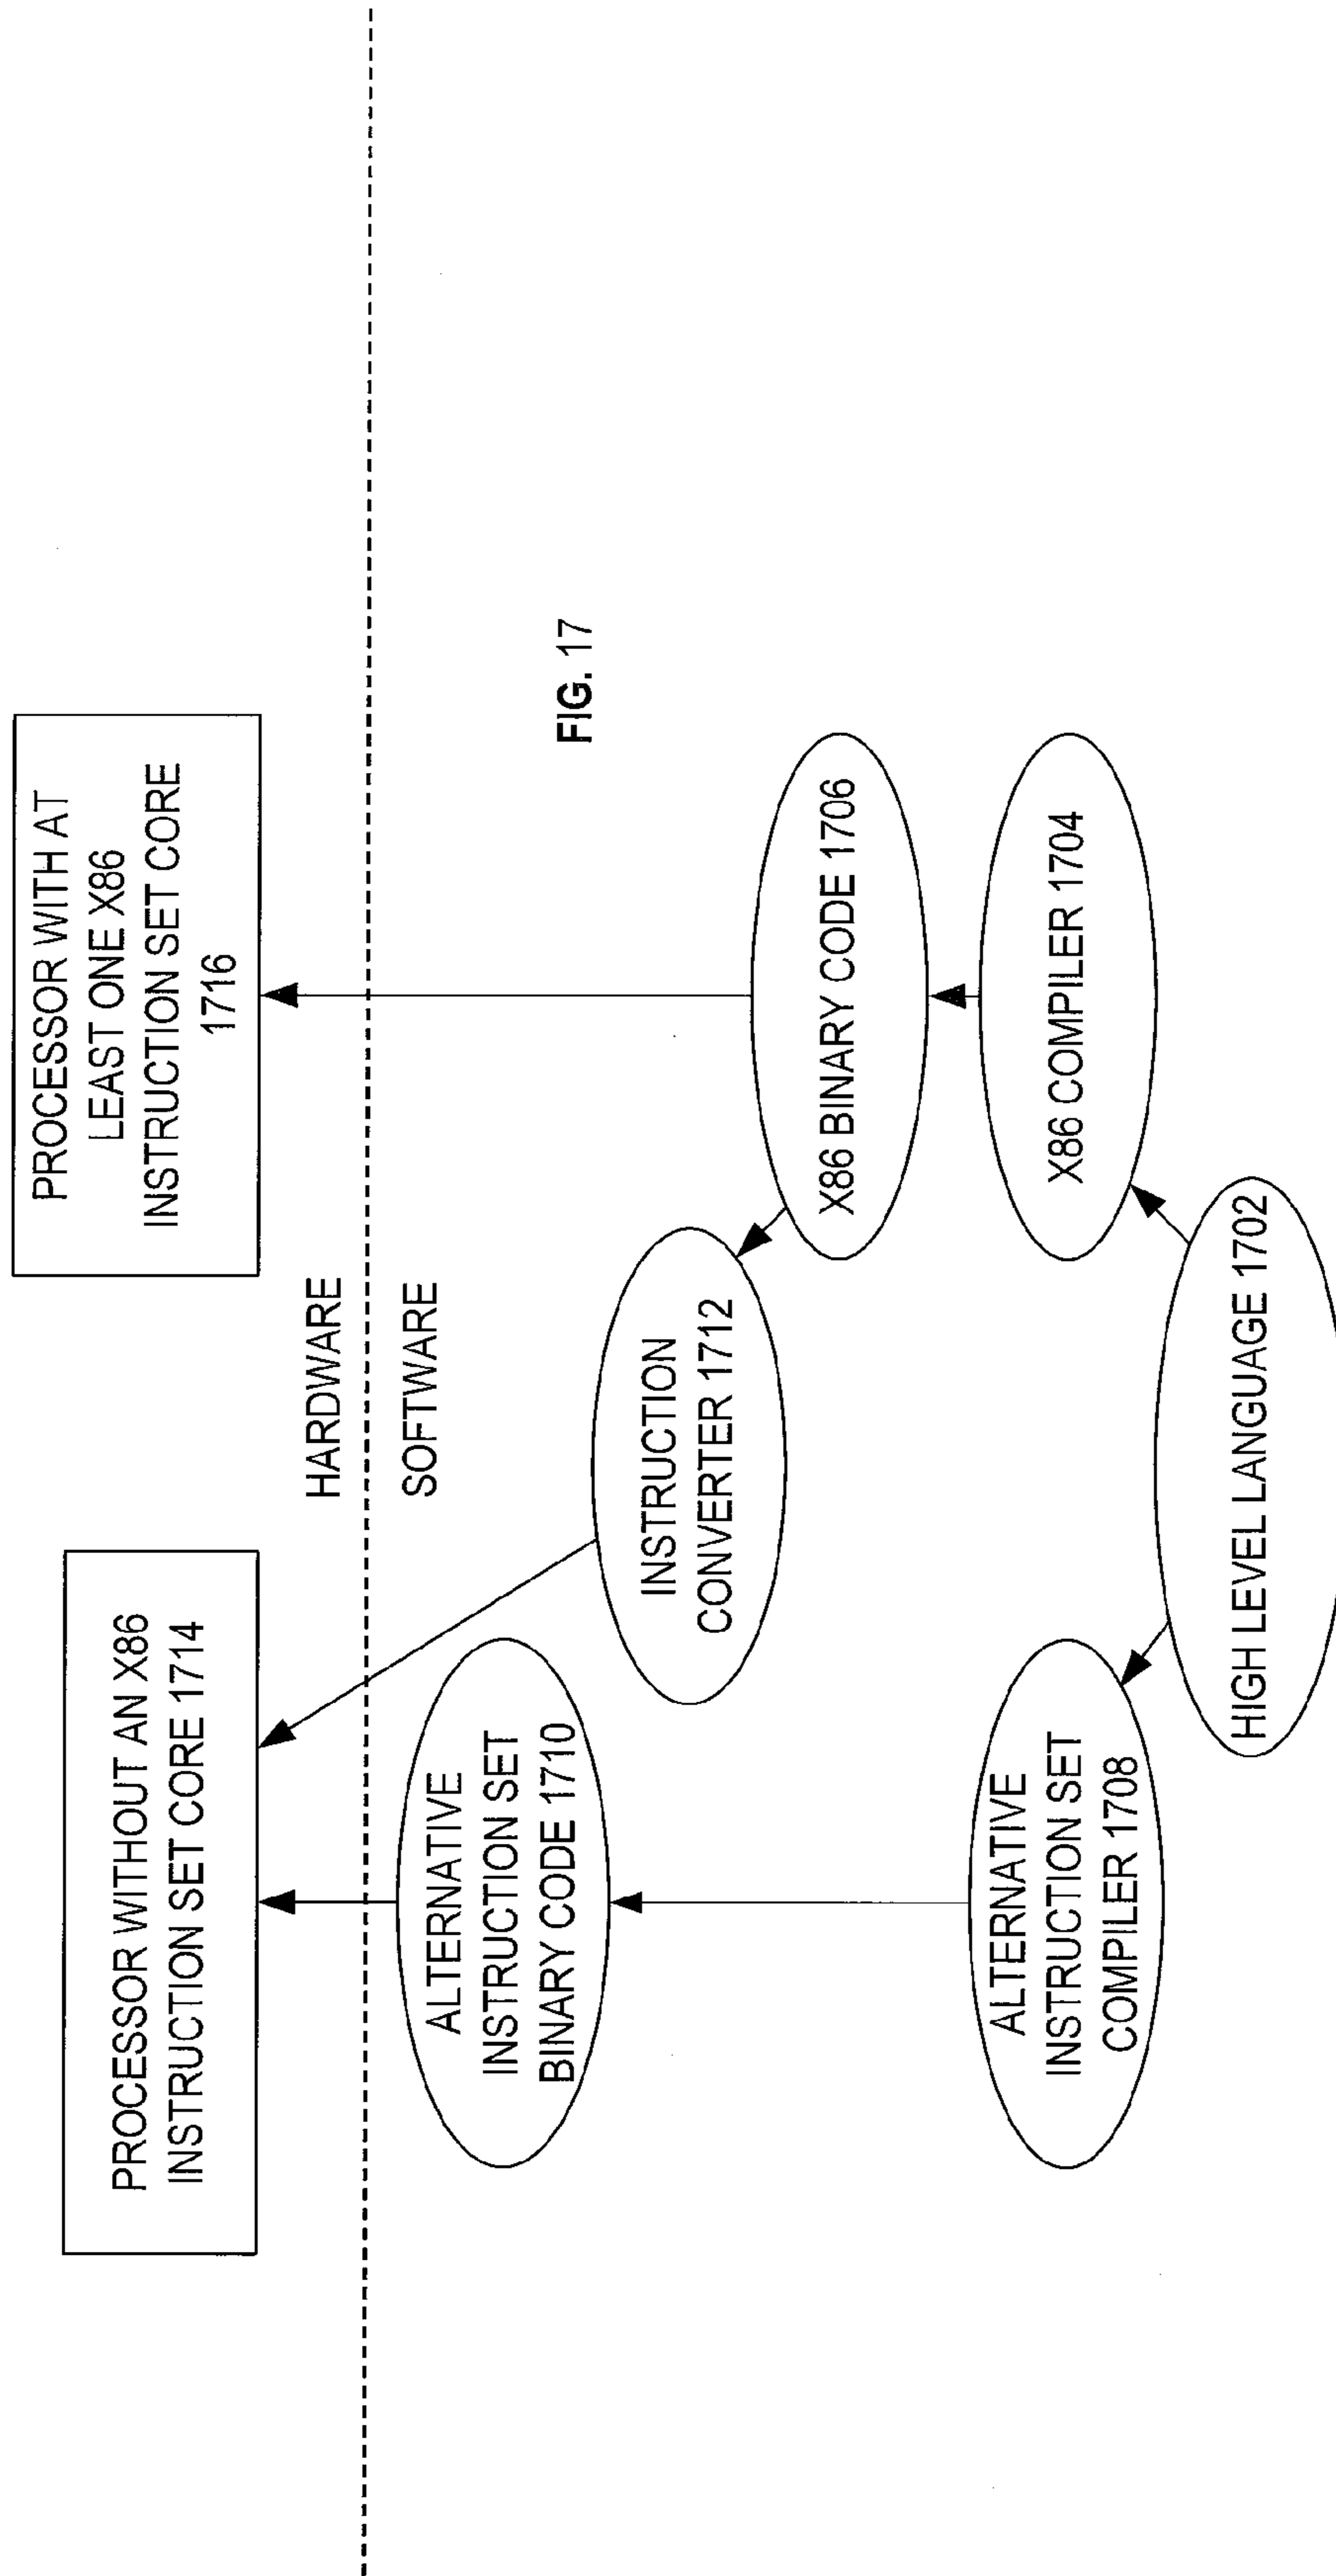 PROCESSOR WITHOUT AN X86
INSTRUCTION SET CORE 1714
PROCESSOR WITH AT
LEAST ONE X86
INSTRUCTION SET CORE
1716
HARDWARE
SOFTWARE
ALTERNATIVE
INSTRUCTION SET
BINARY CODE 1710
INSTRUCTION
CONVERTER 1712
FIG. 17
X86 BINARY CODE 1706
ALTERNATIVE
INSTRUCTION SET
COMPILER 1708
X86 COMPILER 1704
HIGH LEVEL LANGUAGE 1702